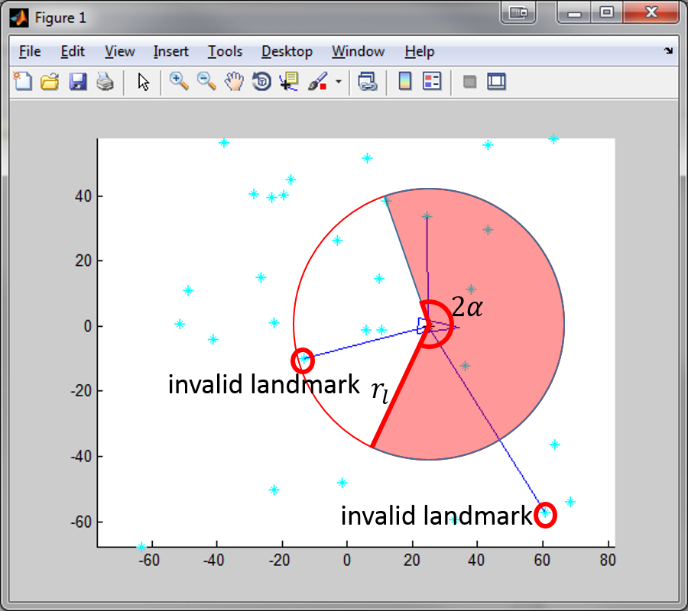 Figure 1
File Edit View Insert Tools Desktop Window Help
40
20
0
-20
-40
-60
2α
invalid landmark
r_l
invalid landmark
-60 -40 -20 0 20 40 60 80